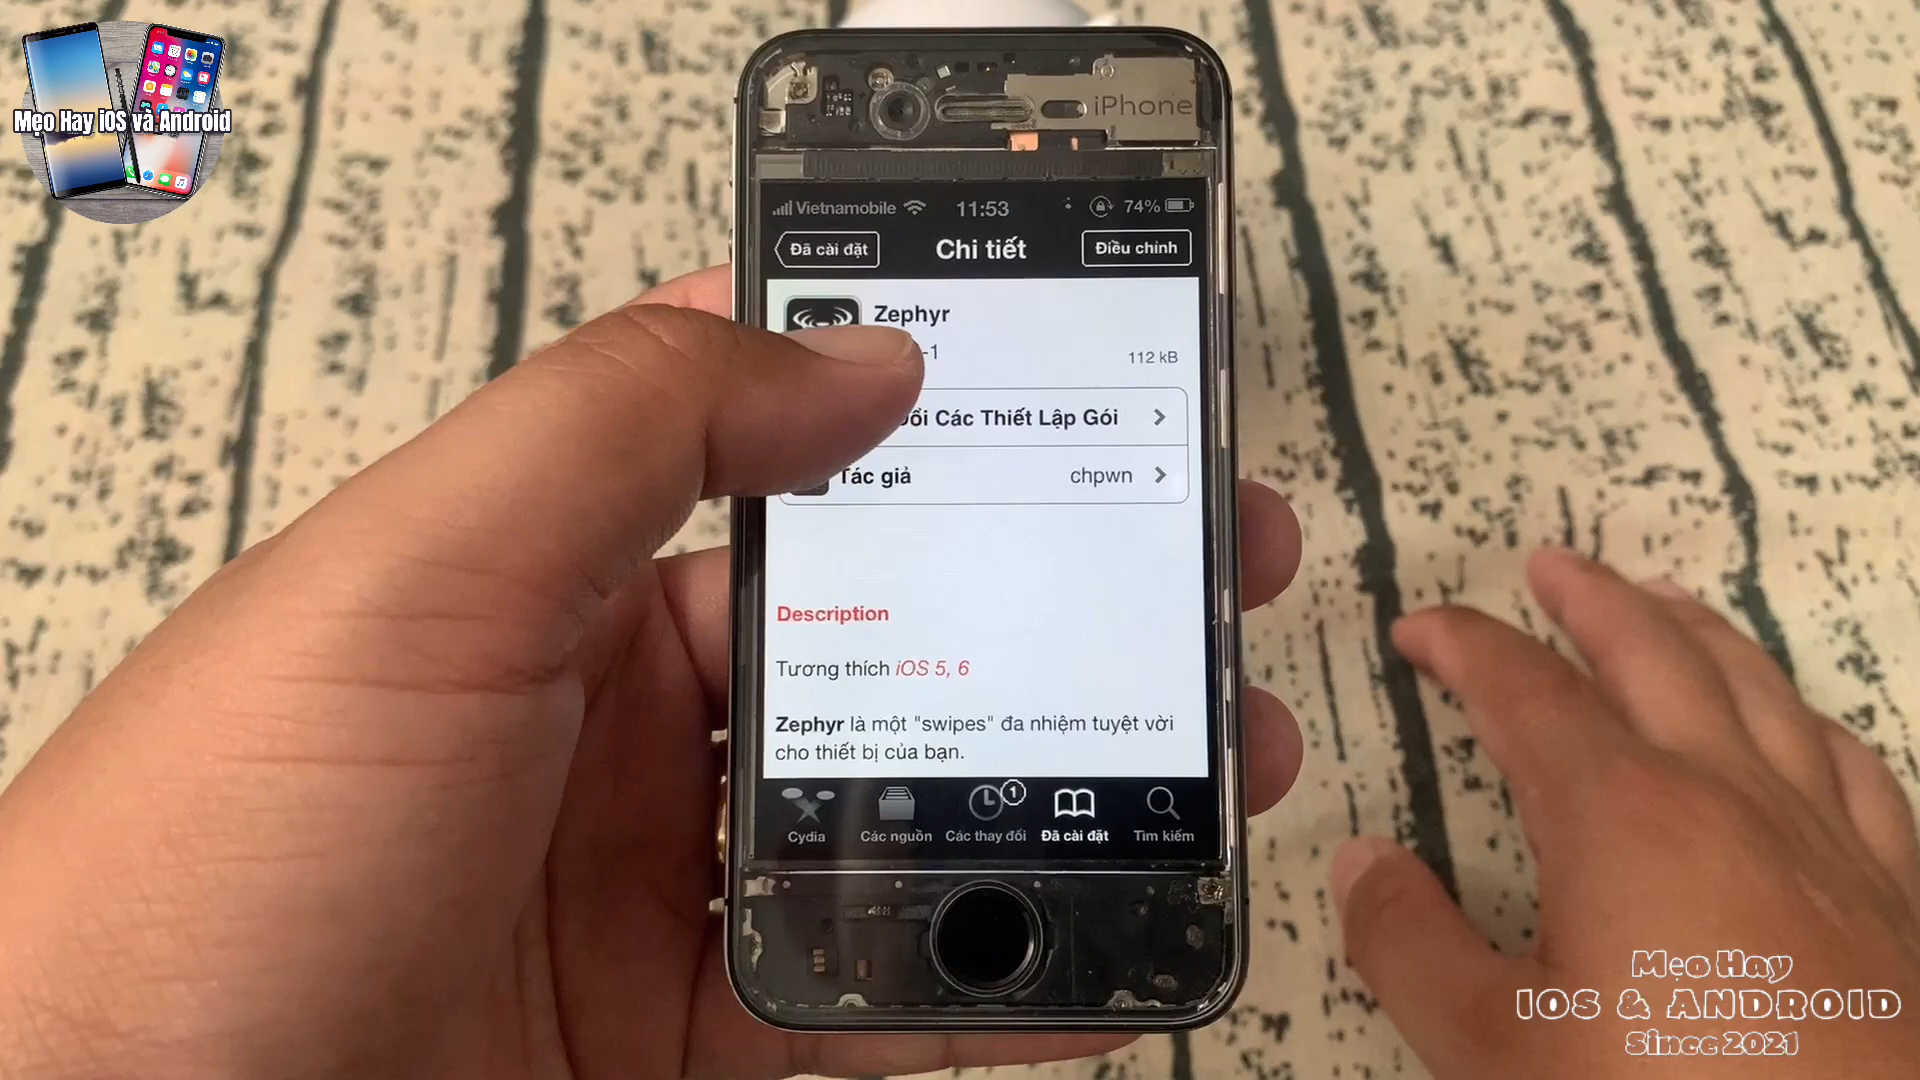 Mẹo Hay iOS và Android
iPhone
Vietnamobile 11:53 74%
Đã cài đặt Chi tiết Điều chỉnh
Zephyr
-1 112 kB
Đổi Các Thiết Lập Gói
Tác giả chpwn
Description
Tương thích iOS 5, 6
Zephyr là một "swipes" đa nhiệm tuyệt vời
cho thiết bị của bạn.
1
Cydia Các nguồn Các thay đổi Đã cài đặt Tìm kiếm
Mẹo Hay
IOS & ANDROID
Since 2021